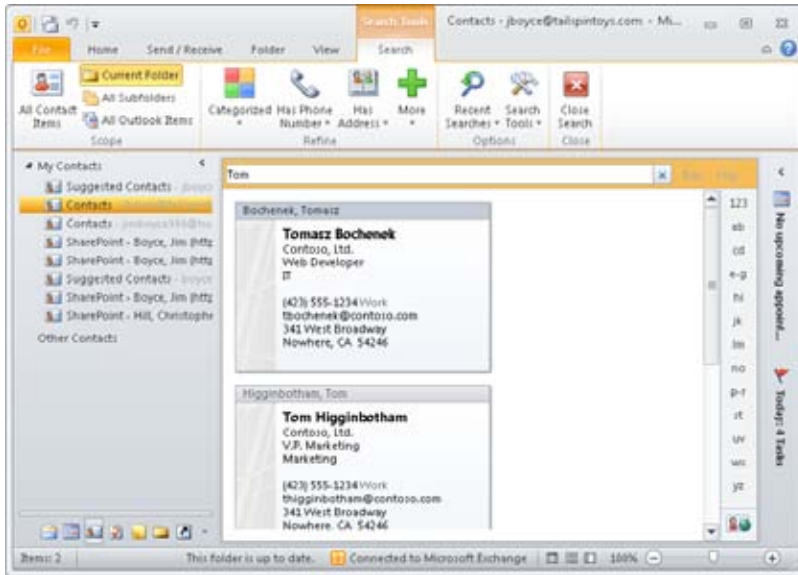 Search Tools
Contacts - jboyce@tailspintoys.com - Mi...
File Home Send / Receive Folder View Search
All Contact Items
Current Folder
All Subfolders
All Outlook Items
Scope
Categorized
Has Phone Number
Has Address
More
Refine
Recent Searches
Search Tools
Options
Close Search
Close
My Contacts
Suggested Contacts -
Contacts -
Contacts -
SharePoint - Boyce, Jim (http
SharePoint - Boyce, Jim (http
Suggested Contacts -
SharePoint - Boyce, Jim (http
SharePoint - Hill, Christophe
Other Contacts
Tom
Bochenek, Tomasz
Tomasz Bochenek
Contoso, Ltd.
Web Developer
IT
(423) 555-1234 Work
tbochenek@contoso.com
341 West Broadway
Nowhere, CA 54246
Higginbotham, Tom
Tom Higginbotham
Contoso, Ltd.
V.P. Marketing
Marketing
(423) 555-1234 Work
thigginbotham@contoso.com
341 West Broadway
Nowhere, CA 54246
123
ab
cd
e-g
hi
jk
lm
no
p-r
st
uv
wx
yz
No upcoming appoint...
Today: 4 Tasks
Items: 2
This folder is up to date.
Connected to Microsoft Exchange
100%